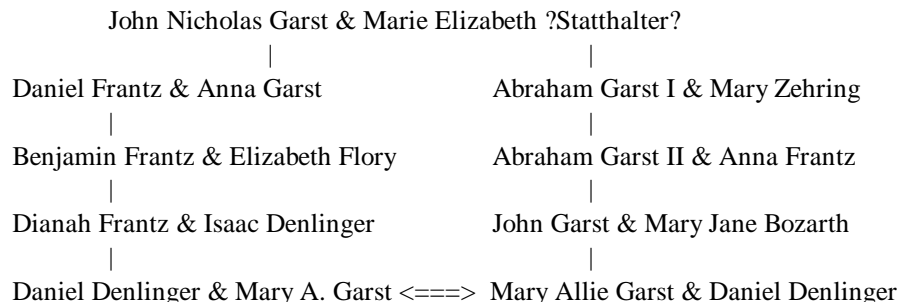 John Nicholas Garst & Marie Elizabeth ?Statthalter?
| |
Daniel Frantz & Anna Garst Abraham Garst I & Mary Zehring
| |
Benjamin Frantz & Elizabeth Flory Abraham Garst II & Anna Frantz
| |
Dianah Frantz & Isaac Denlinger John Garst & Mary Jane Bozarth
| |
Daniel Denlinger & Mary A. Garst <===> Mary Allie Garst & Daniel Denlinger